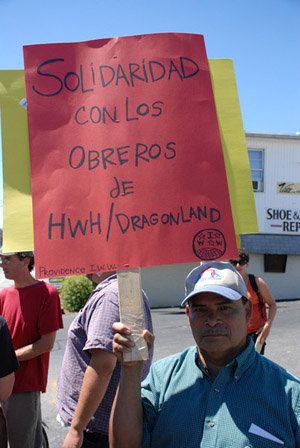 SOLIDARIDAD
CON LOS
OBREROS
de
HWH/DRAGONLAND
PROVIDENCE I.W.W.
IWW
SHOE &
REP